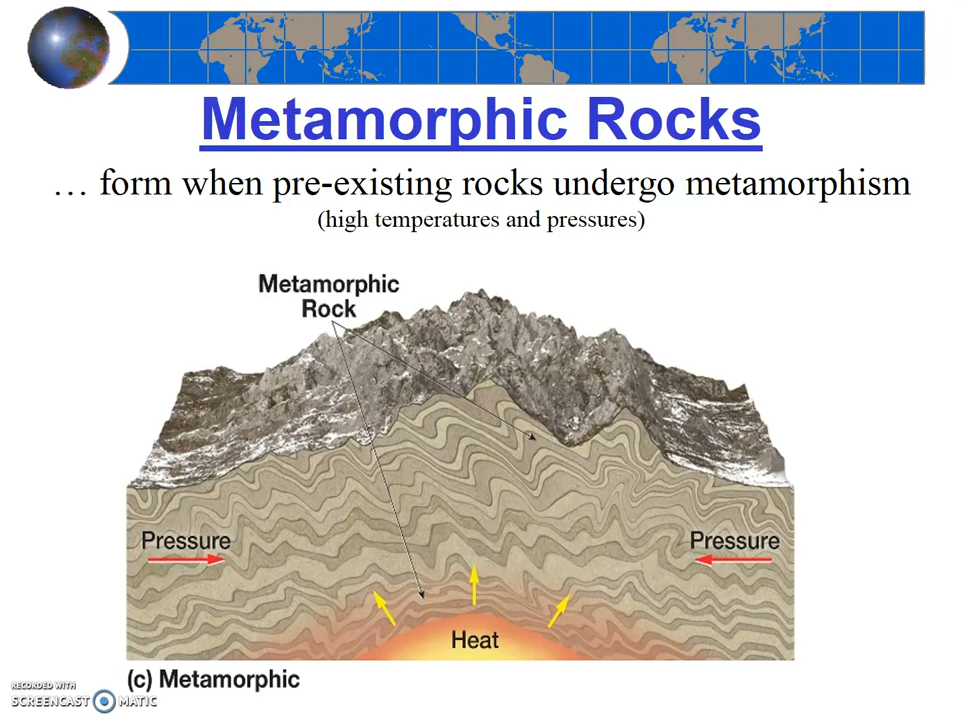 Metamorphic Rocks
… form when pre-existing rocks undergo metamorphism
(high temperatures and pressures)
Metamorphic
Rock
Pressure
Pressure
Heat
(c) Metamorphic
RECORDED WITH
SCREENCAST MATIC